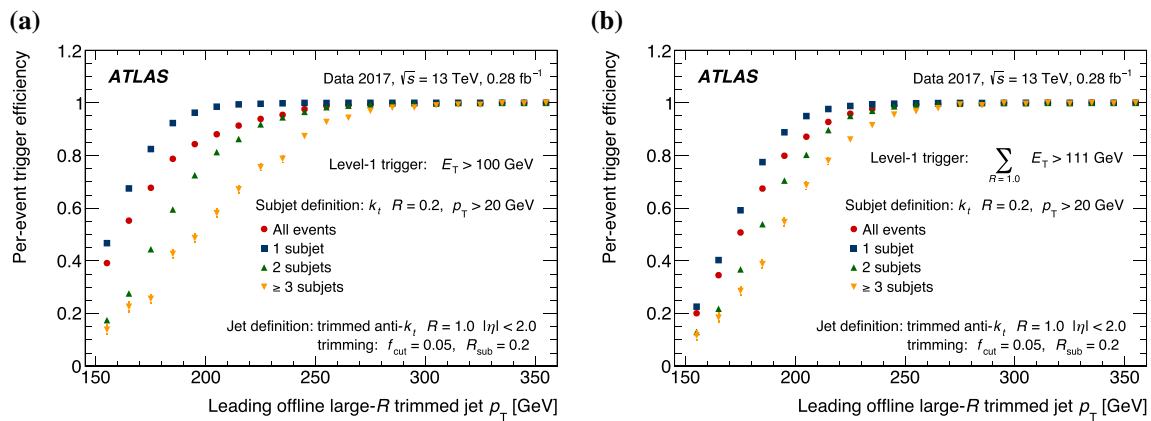 (a)
Per-event trigger efficiency
1.2
1
0.8
0.6
0.4
0.2
0
ATLAS
Data 2017, √s = 13 TeV, 0.28 fb⁻¹
Level-1 trigger: E_T > 100 GeV
Subjet definition: k_t R = 0.2, p_T > 20 GeV
All events
1 subjet
2 subjets
≥ 3 subjets
Jet definition: trimmed anti-k_t R = 1.0 |η| < 2.0
trimming: f_cut = 0.05, R_sub = 0.2
150 200 250 300 350
Leading offline large-R trimmed jet p_T [GeV]
(b)
Per-event trigger efficiency
1.2
1
0.8
0.6
0.4
0.2
0
ATLAS
Data 2017, √s = 13 TeV, 0.28 fb⁻¹
Level-1 trigger: ∑_{R = 1.0} E_T > 111 GeV
Subjet definition: k_t R = 0.2, p_T > 20 GeV
All events
1 subjet
2 subjets
≥ 3 subjets
Jet definition: trimmed anti-k_t R = 1.0 |η| < 2.0
trimming: f_cut = 0.05, R_sub = 0.2
150 200 250 300 350
Leading offline large-R trimmed jet p_T [GeV]